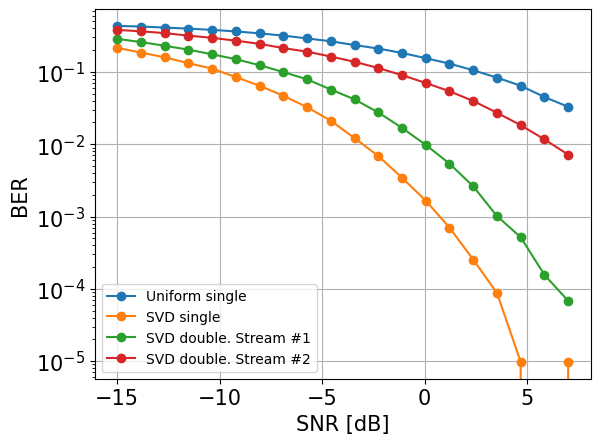 10⁻¹
10⁻²
10⁻³
10⁻⁴
10⁻⁵
BER
Uniform single
SVD single
SVD double. Stream #1
SVD double. Stream #2
−15
−10
−5
0
5
SNR [dB]